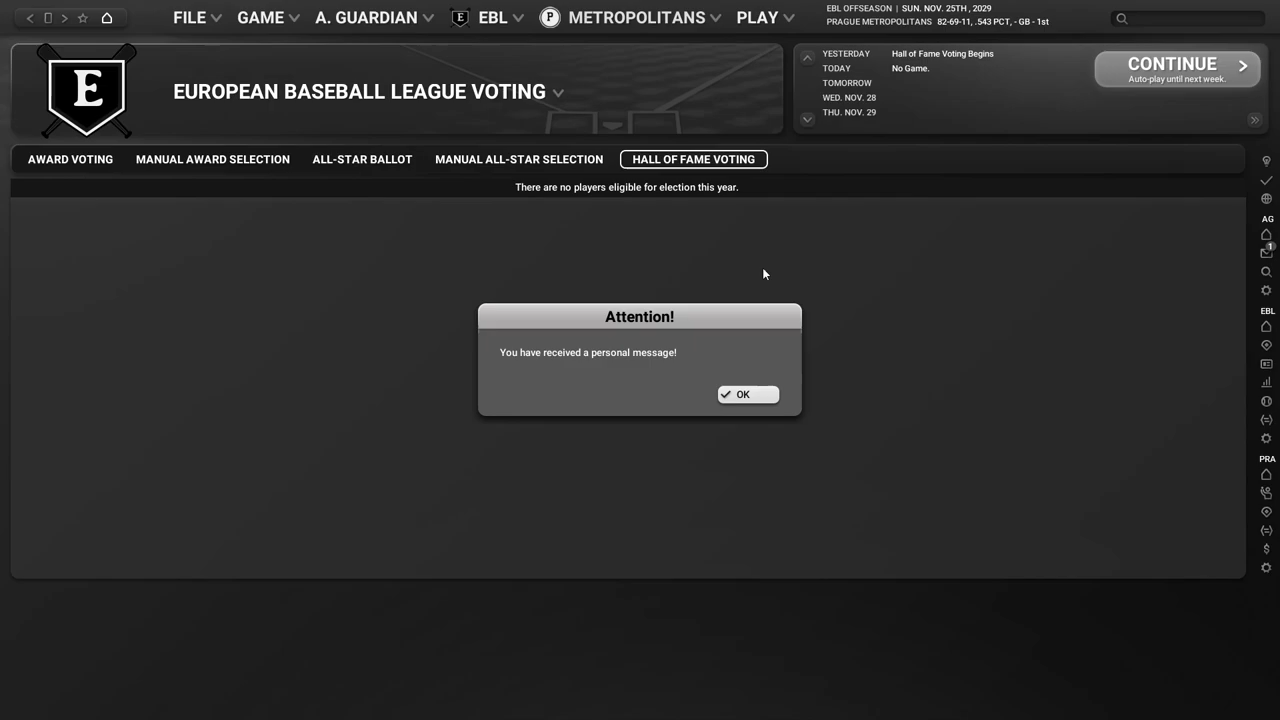 FILE GAME A. GUARDIAN E EBL P METROPOLITANS PLAY
EBL OFFSEASON | SUN. NOV. 25TH , 2029
PRAGUE METROPOLITANS 82-69-11, .543 PCT, - GB - 1st
E
EUROPEAN BASEBALL LEAGUE VOTING
YESTERDAY Hall of Fame Voting Begins
TODAY No Game.
TOMORROW
WED. NOV. 28
THU. NOV. 29
CONTINUE
Auto-play until next week.
AWARD VOTING MANUAL AWARD SELECTION ALL-STAR BALLOT MANUAL ALL-STAR SELECTION HALL OF FAME VOTING
There are no players eligible for election this year.
Attention!
You have received a personal message!
OK
AG
1
EBL
PRA